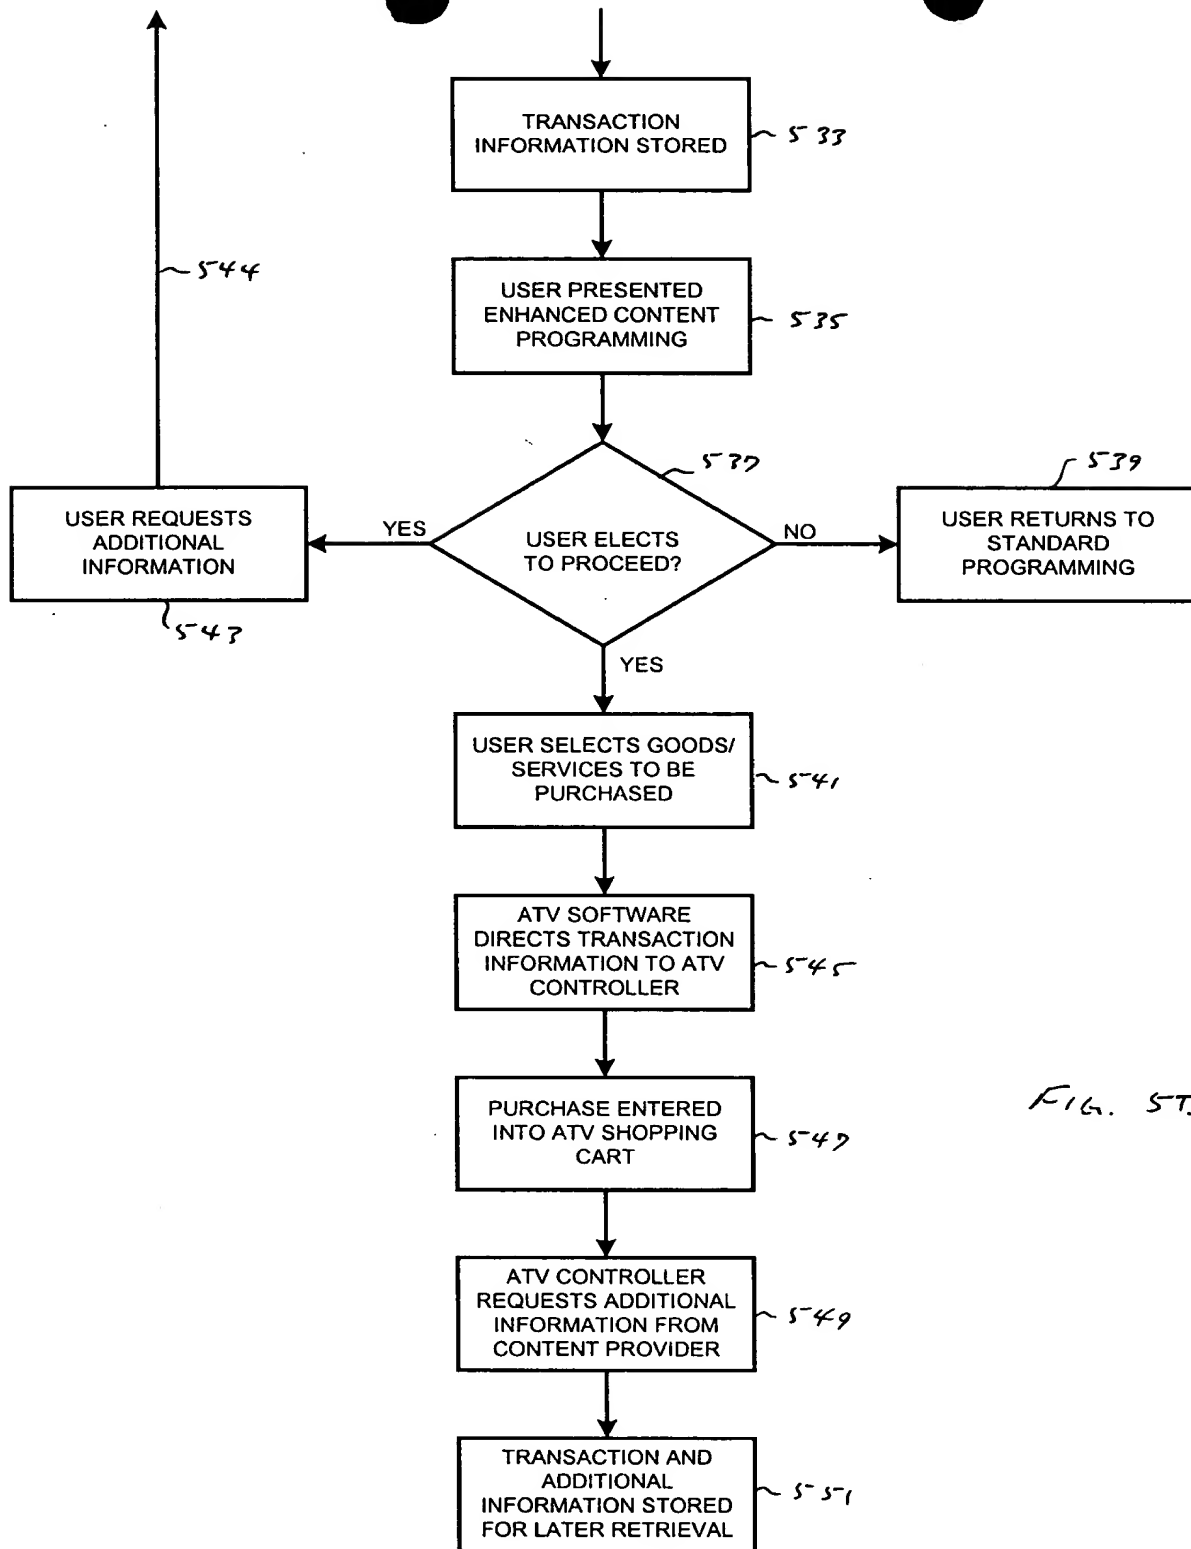 TRANSACTION
INFORMATION STORED
533
544
USER PRESENTED
ENHANCED CONTENT
PROGRAMMING
535
537
539
USER REQUESTS
ADDITIONAL
INFORMATION
YES
USER ELECTS
TO PROCEED?
NO
USER RETURNS TO
STANDARD
PROGRAMMING
543
YES
USER SELECTS GOODS/
SERVICES TO BE
PURCHASED
541
ATV SOFTWARE
DIRECTS TRANSACTION
INFORMATION TO ATV
CONTROLLER
545
PURCHASE ENTERED
INTO ATV SHOPPING
CART
547
FIG. 5
ATV CONTROLLER
REQUESTS ADDITIONAL
INFORMATION FROM
CONTENT PROVIDER
549
TRANSACTION AND
ADDITIONAL
INFORMATION STORED
FOR LATER RETRIEVAL
551